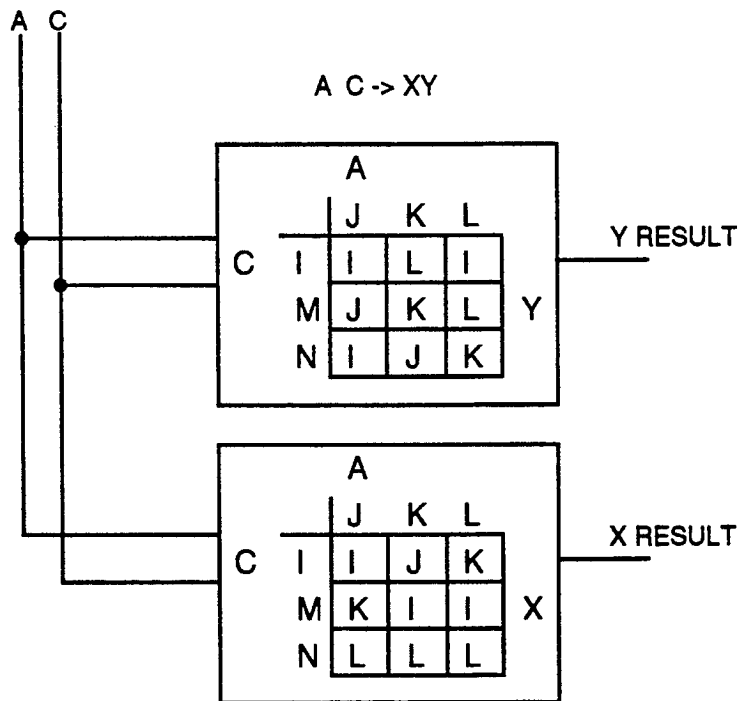 A C
A C -> XY
A
J K L
Y RESULT
C I I L I
M J K L Y
N I J K
A
J K L
X RESULT
C I I J K
M K I I X
N L L L